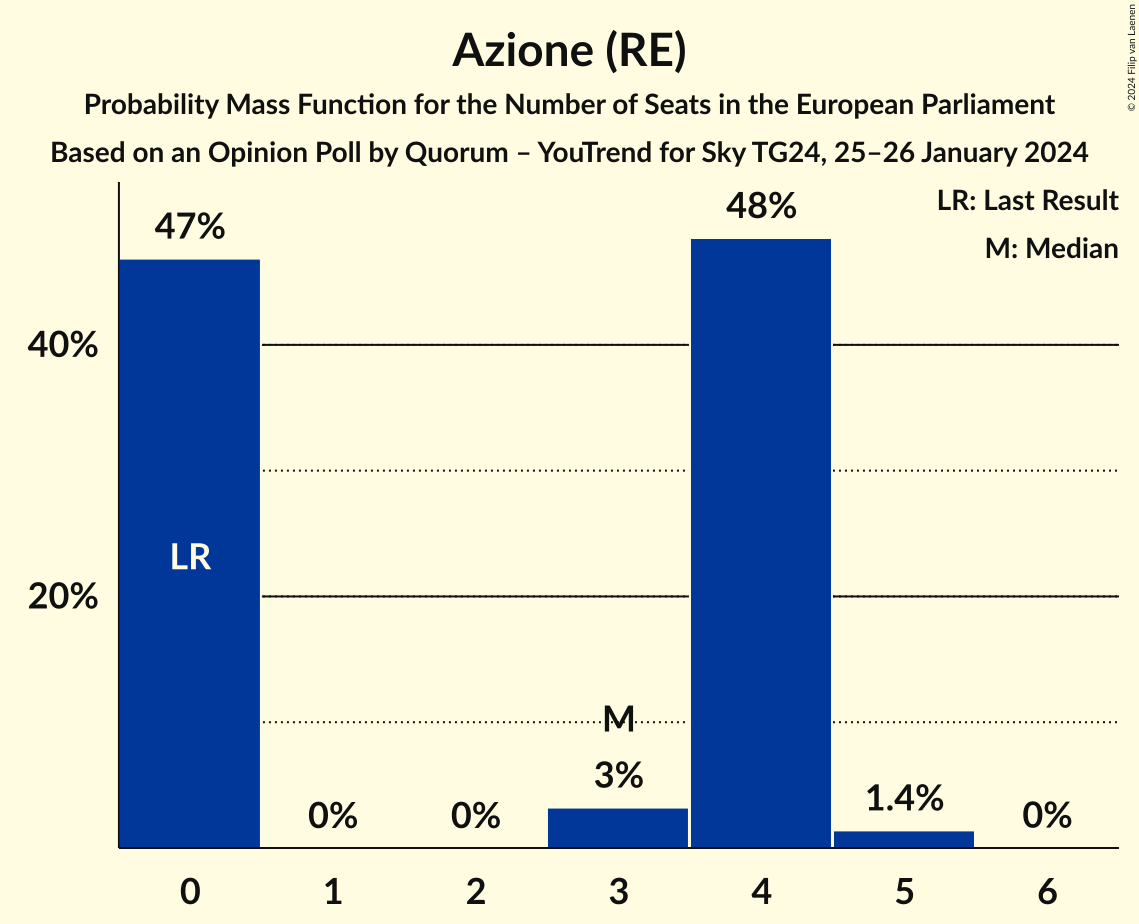 Azione (RE)
Probability Mass Function for the Number of Seats in the European Parliament
Based on an Opinion Poll by Quorum – YouTrend for Sky TG24, 25–26 January 2024
© 2024 Filip van Laenen
LR: Last Result
M: Median
47%
48%
40%
LR
20%
M
3%
1.4%
0%
0%
0%
0
1
2
3
4
5
6